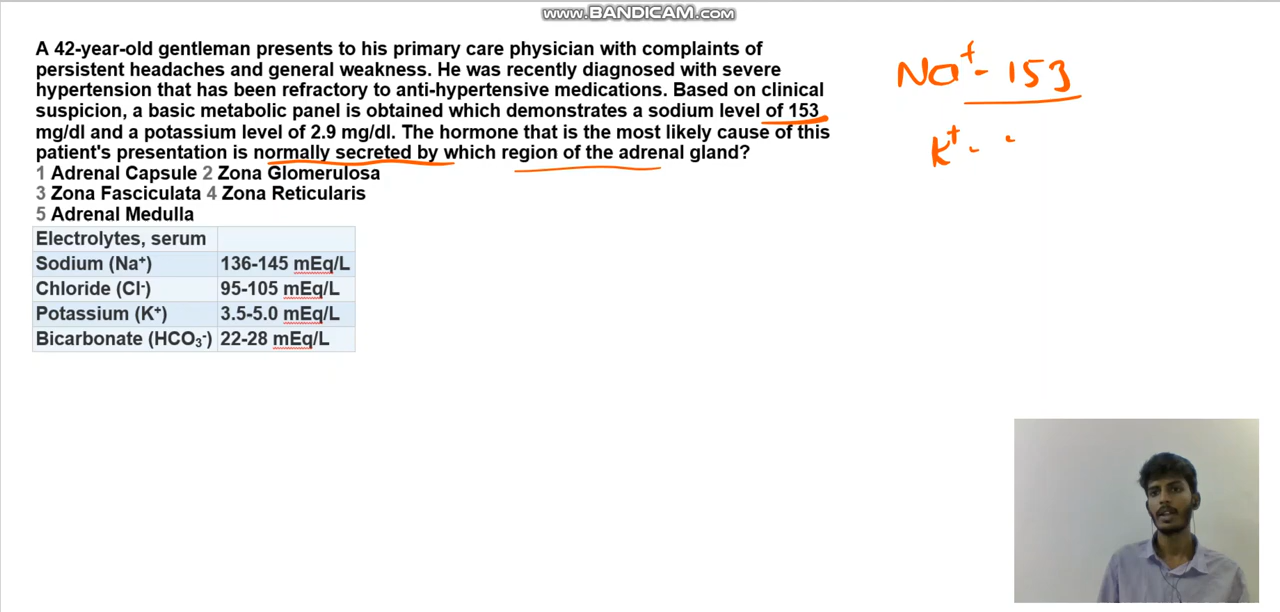 www.BANDICAM.com
A 42-year-old gentleman presents to his primary care physician with complaints of
persistent headaches and general weakness. He was recently diagnosed with severe
hypertension that has been refractory to anti-hypertensive medications. Based on clinical
suspicion, a basic metabolic panel is obtained which demonstrates a sodium level of 153
mg/dl and a potassium level of 2.9 mg/dl. The hormone that is the most likely cause of this
patient's presentation is normally secreted by which region of the adrenal gland?
1 Adrenal Capsule 2 Zona Glomerulosa
3 Zona Fasciculata 4 Zona Reticularis
5 Adrenal Medulla
Electrolytes, serum
Sodium (Na⁺) 136-145 mEq/L
Chloride (Cl⁻) 95-105 mEq/L
Potassium (K⁺) 3.5-5.0 mEq/L
Bicarbonate (HCO₃⁻) 22-28 mEq/L
Na⁺- 153
K⁺ -